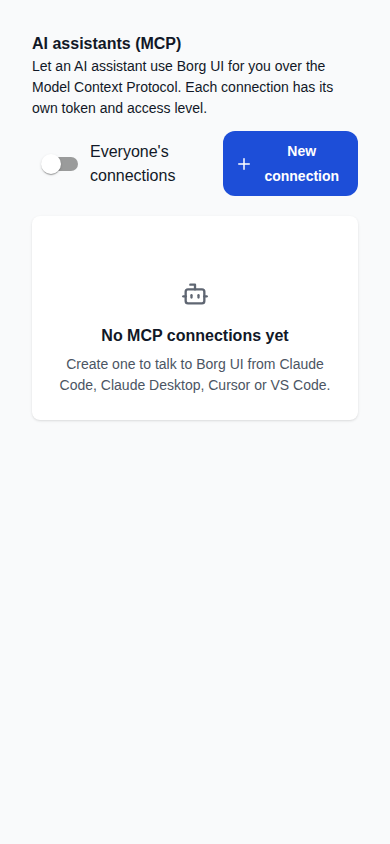 AI assistants (MCP)
Let an AI assistant use Borg UI for you over the
Model Context Protocol. Each connection has its
own token and access level.
Everyone's
connections
New
connection
No MCP connections yet
Create one to talk to Borg UI from Claude
Code, Claude Desktop, Cursor or VS Code.